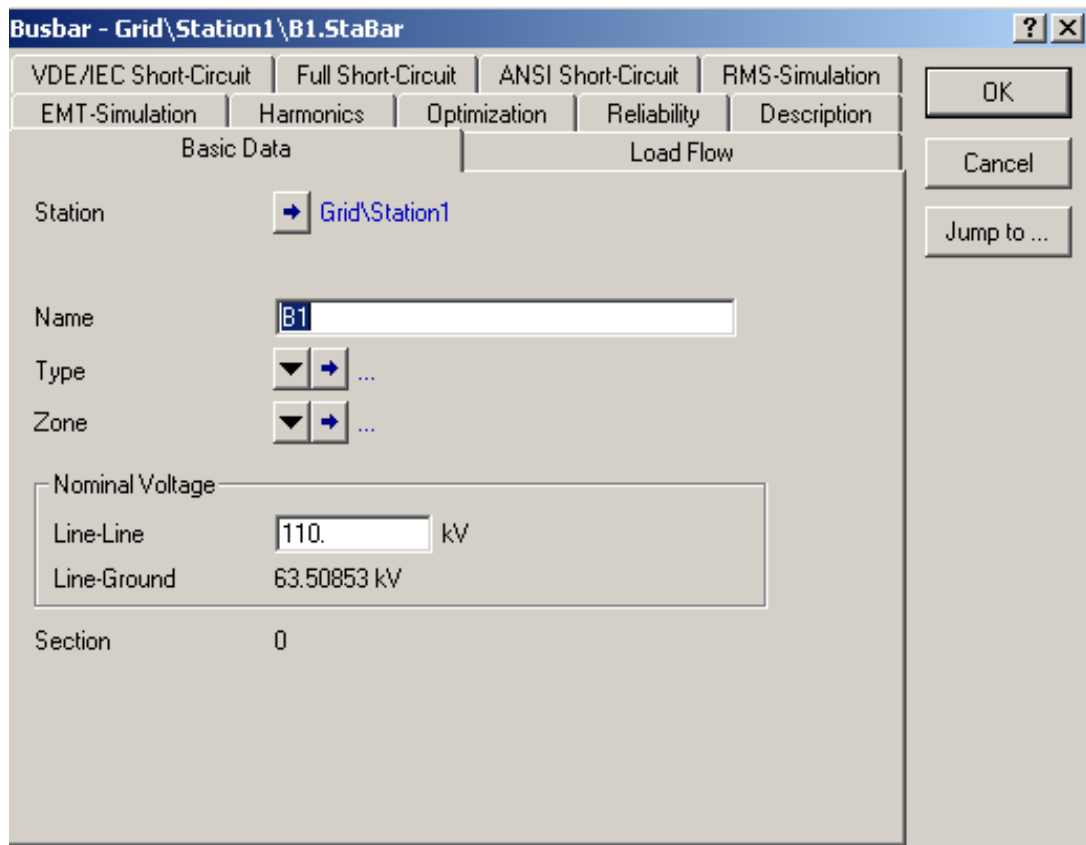 Busbar - Grid\Station1\B1.StaBar
VDE/IEC Short-Circuit Full Short-Circuit ANSI Short-Circuit RMS-Simulation
EMT-Simulation Harmonics Optimization Reliability Description
Basic Data Load Flow
OK
Cancel
Jump to ...
Station Grid\Station1
Name B1
Type ...
Zone ...
Nominal Voltage
Line-Line 110. kV
Line-Ground 63.50853 kV
Section 0